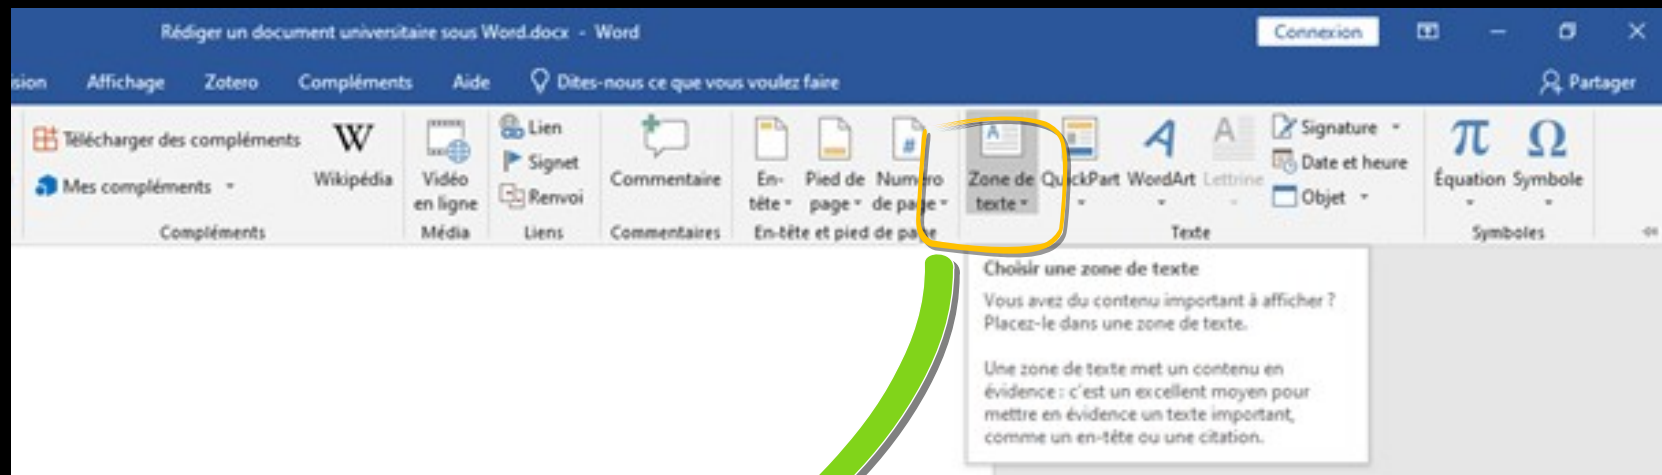 Rédiger un document universitaire sous Word.docx - Word
Connexion
sion Affichage Zotero Compléments Aide Dites-nous ce que vous voulez faire
Partager
Télécharger des compléments
Mes compléments
Compléments
W
Wikipédia
Vidéo
en ligne
Média
Lien
Signet
Renvoi
Liens
Commentaire
Commentaires
En-
tête
Pied de
page
#
Numéro
de page
En-tête et pied de page
A
Zone de
texte
QuickPart
A
WordArt
A
Lettrine
Signature
Date et heure
Objet
Texte
π
Équation
Ω
Symbole
Symboles
Choisir une zone de texte
Vous avez du contenu important à afficher ?
Placez-le dans une zone de texte.
Une zone de texte met un contenu en
évidence : c'est un excellent moyen pour
mettre en évidence un texte important,
comme un en-tête ou une citation.